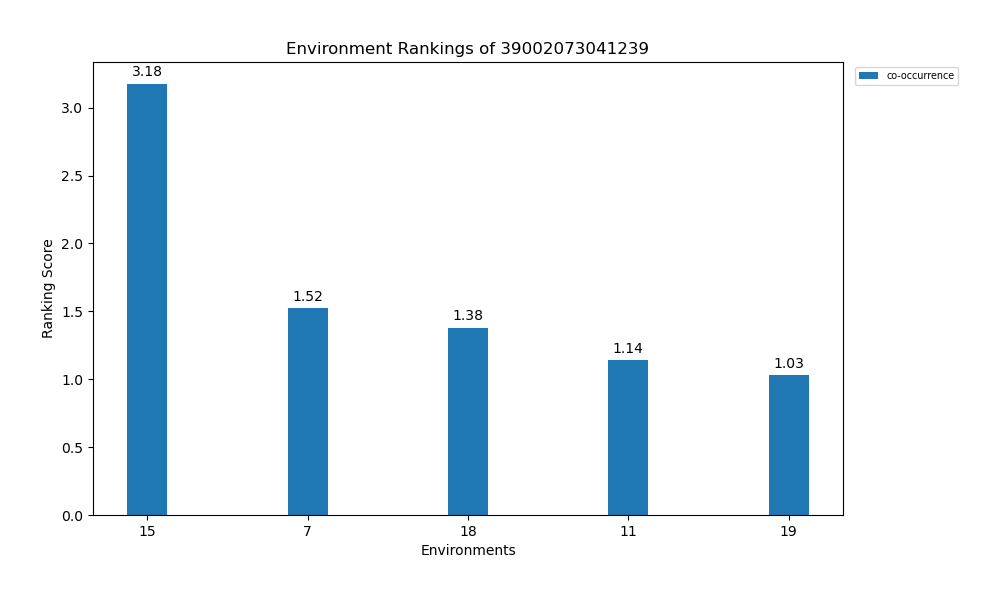 Environment Rankings of 39002073041239
co-occurrence
Ranking Score
3.0
2.5
2.0
1.5
1.0
0.5
0.0
3.18
1.52
1.38
1.14
1.03
15 7 18 11 19
Environments